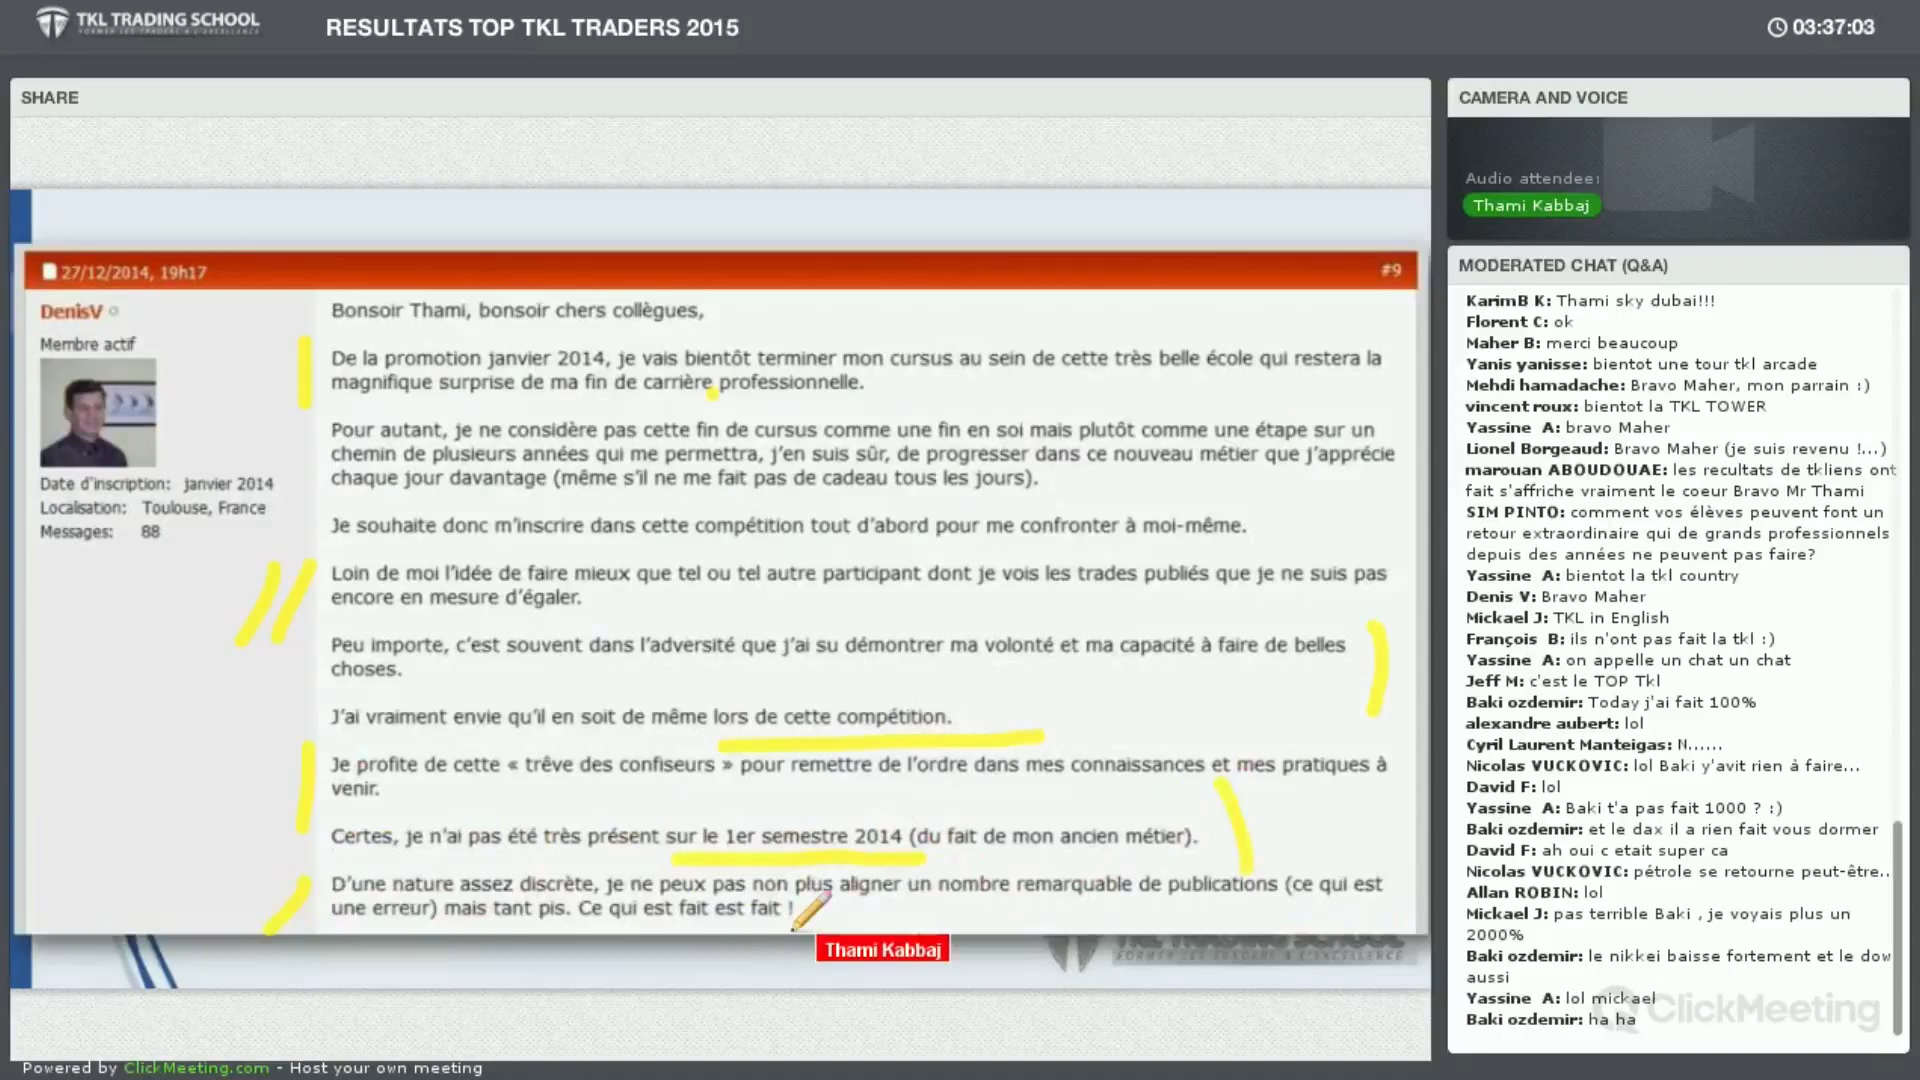 TKL TRADING SCHOOL
FORMER LES TRADERS A L'EXCELLENCE
RESULTATS TOP TKL TRADERS 2015
03:37:03
SHARE
27/12/2014, 19h17
#9
DenisV
Membre actif
Date d'inscription: janvier 2014
Localisation: Toulouse, France
Messages: 88
Bonsoir Thami, bonsoir chers collègues,
De la promotion janvier 2014, je vais bientôt terminer mon cursus au sein de cette très belle école qui restera la
magnifique surprise de ma fin de carrière professionnelle.
Pour autant, je ne considère pas cette fin de cursus comme une fin en soi mais plutôt comme une étape sur un
chemin de plusieurs années qui me permettra, j'en suis sûr, de progresser dans ce nouveau métier que j'apprécie
chaque jour davantage (même s'il ne me fait pas de cadeau tous les jours).
Je souhaite donc m'inscrire dans cette compétition tout d'abord pour me confronter à moi-même.
Loin de moi l'idée de faire mieux que tel ou tel autre participant dont je vois les trades publiés que je ne suis pas
encore en mesure d'égaler.
Peu importe, c'est souvent dans l'adversité que j'ai su démontrer ma volonté et ma capacité à faire de belles
choses.
J'ai vraiment envie qu'il en soit de même lors de cette compétition.
Je profite de cette « trêve des confiseurs » pour remettre de l'ordre dans mes connaissances et mes pratiques à
venir.
Certes, je n'ai pas été très présent sur le 1er semestre 2014 (du fait de mon ancien métier).
D'une nature assez discrète, je ne peux pas non plus aligner un nombre remarquable de publications (ce qui est
une erreur) mais tant pis. Ce qui est fait est fait !
Thami Kabbaj
TKL TRADING SCHOOL
FORMER LES TRADERS A L'EXCELLENCE
Powered by ClickMeeting.com - Host your own meeting
CAMERA AND VOICE
Audio attendee:
Thami Kabbaj
MODERATED CHAT (Q&A)
KarimB K: Thami sky dubai!!!
Florent C: ok
Maher B: merci beaucoup
Yanis yanisse: bientot une tour tkl arcade
Mehdi hamadache: Bravo Maher, mon parrain :)
vincent roux: bientot la TKL TOWER
Yassine A: bravo Maher
Lionel Borgeaud: Bravo Maher (je suis revenu !...)
marouan ABOUDOUAE: les recultats de tkliens ont
fait s'affiche vraiment le coeur Bravo Mr Thami
SIM PINTO: comment vos élèves peuvent font un
retour extraordinaire qui de grands professionnels
depuis des années ne peuvent pas faire?
Yassine A: bientot la tkl country
Denis V: Bravo Maher
Mickael J: TKL in English
François B: ils n'ont pas fait la tkl :)
Yassine A: on appelle un chat un chat
Jeff M: c'est le TOP Tkl
Baki ozdemir: Today j'ai fait 100%
alexandre aubert: lol
Cyril Laurent Manteigas: N......
Nicolas VUCKOVIC: lol Baki y'avit rien à faire...
David F: lol
Yassine A: Baki t'a pas fait 1000 ? :)
Baki ozdemir: et le dax il a rien fait vous dormer
David F: ah oui c etait super ca
Nicolas VUCKOVIC: pétrole se retourne peut-être..
Allan ROBIN: lol
Mickael J: pas terrible Baki , je voyais plus un
2000%
Baki ozdemir: le nikkei baisse fortement et le dow
aussi
Yassine A: lol mickael
Baki ozdemir: ha ha
ClickMeeting